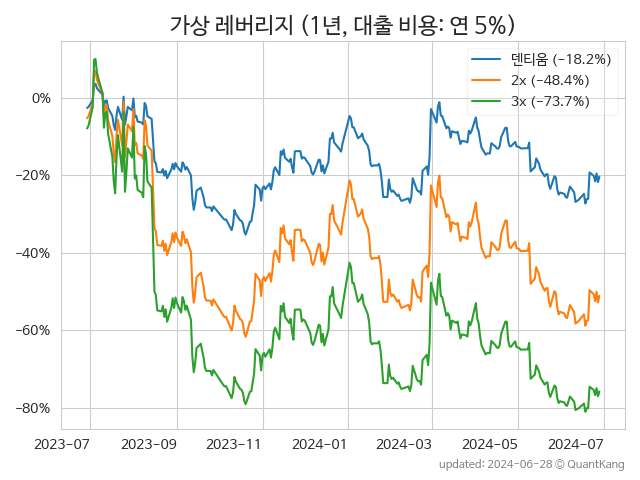 가상 레버리지 (1년, 대출 비용: 연 5%)
덴티움 (−18.2%)
2x (−48.4%)
3x (−73.7%)
0%
−20%
−40%
−60%
−80%
2023-07 2023-09 2023-11 2024-01 2024-03 2024-05 2024-07
updated: 2024-06-28 © QuantKang